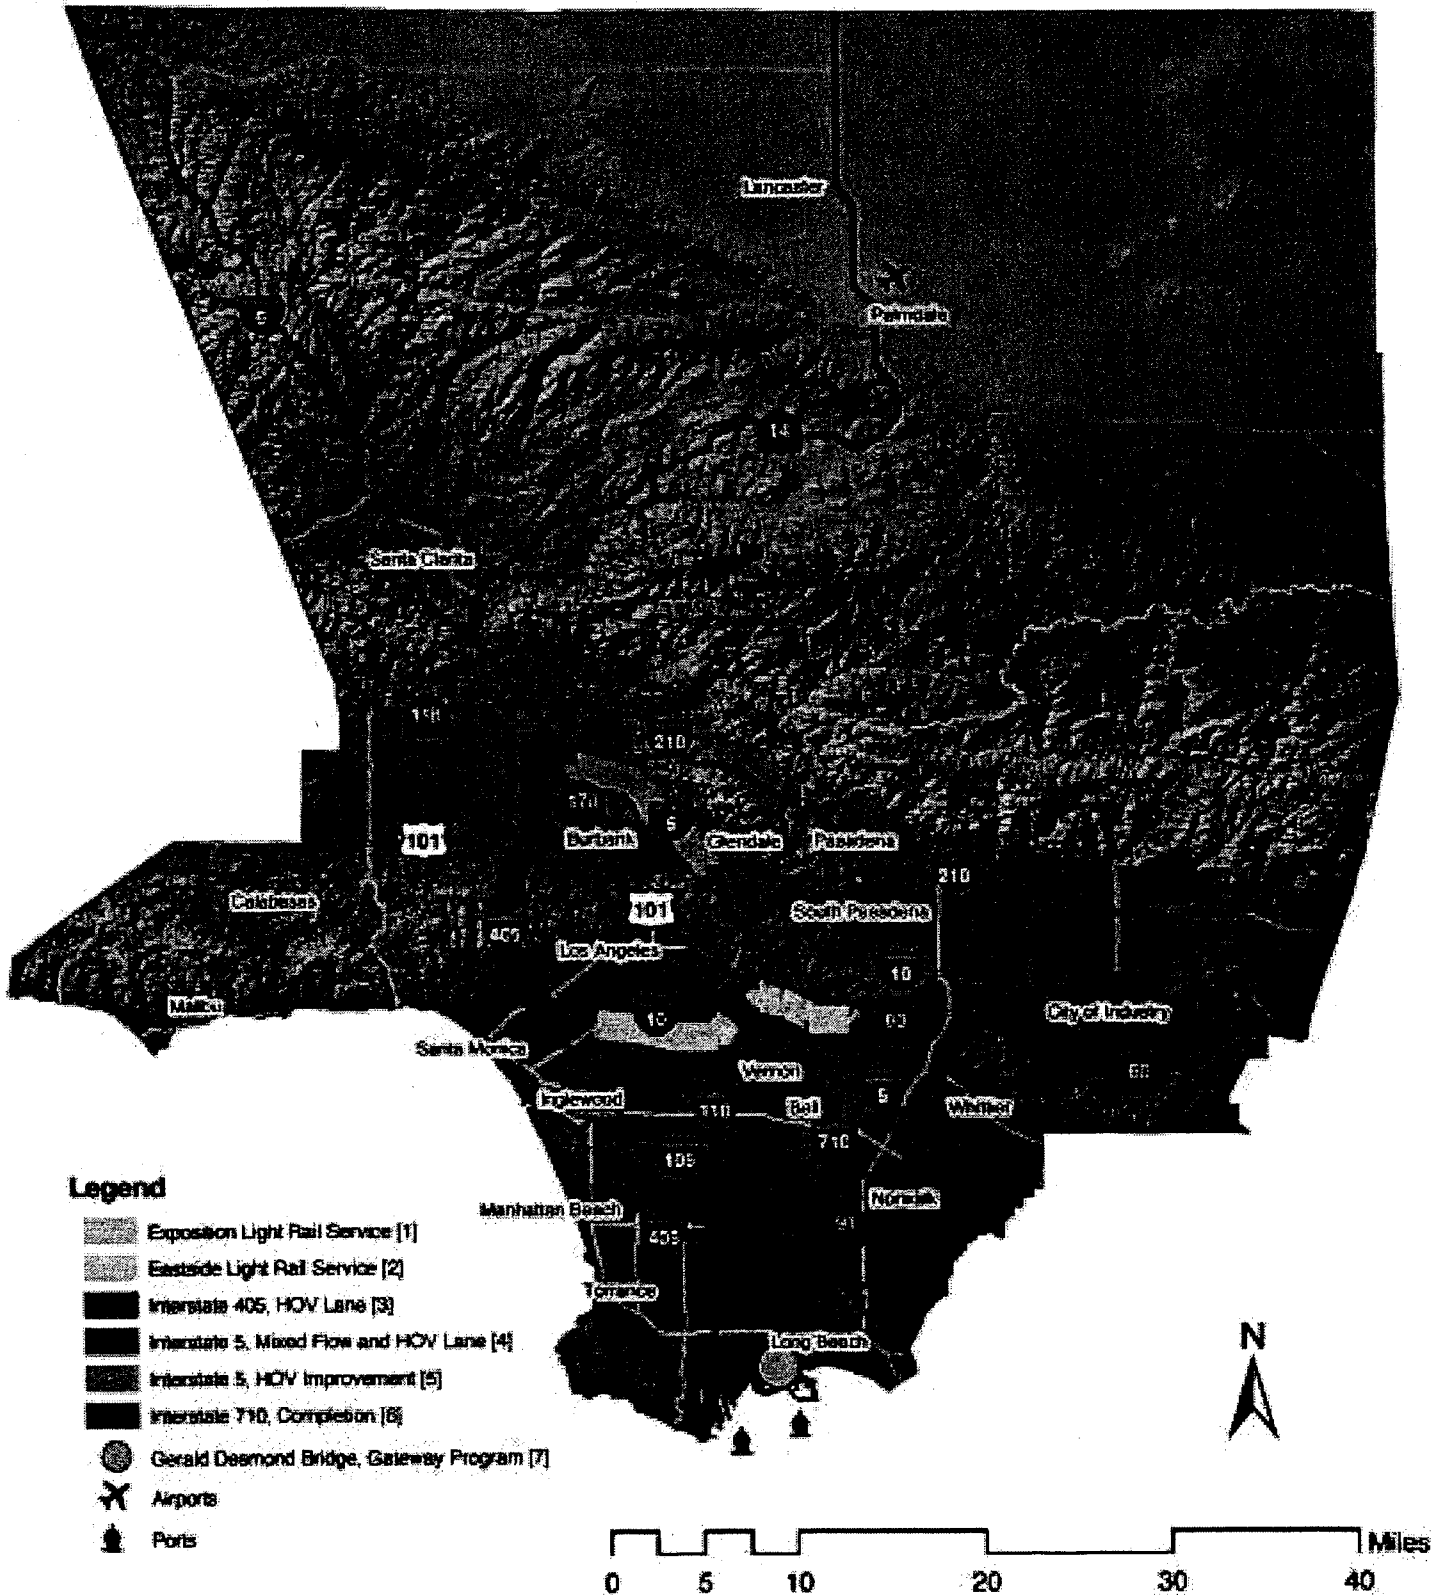 Lancaster
5
Palmdale
14
Santa Clarita
118
210
170
5
101
Burbank
Glendale
Pasadena
210
Calabasas
101
South Pasadena
405
Los Angeles
10
Malibu
10
60
City of Industry
Santa Monica
Vernon
Inglewood
110
Bell
5
Whittier
710
105
Legend
Manhattan Beach
Norwalk
Exposition Light Rail Service [1]
405
91
Eastside Light Rail Service [2]
Torrance
Interstate 405, HOV Lane [3]
Interstate 5, Mixed Flow and HOV Lane [4]
Long Beach
N
Interstate 5, HOV Improvement [5]
Interstate 710, Completion [6]
Gerald Desmond Bridge, Gateway Program [7]
Airports
Ports
Miles
0 5 10 20 30 40